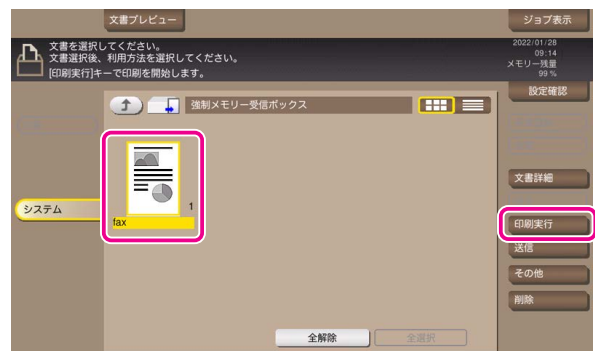 文書プレビュー
ジョブ表示
文書を選択してください。
文書選択後、利用方法を選択してください。
[印刷実行]キーで印刷を開始します。
2022/01/28
09:14
メモリー残量
99 %
設定確認
強制メモリー受信ボックス
文書詳細
システム
1
fax
印刷実行
送信
その他
削除
全解除
全選択